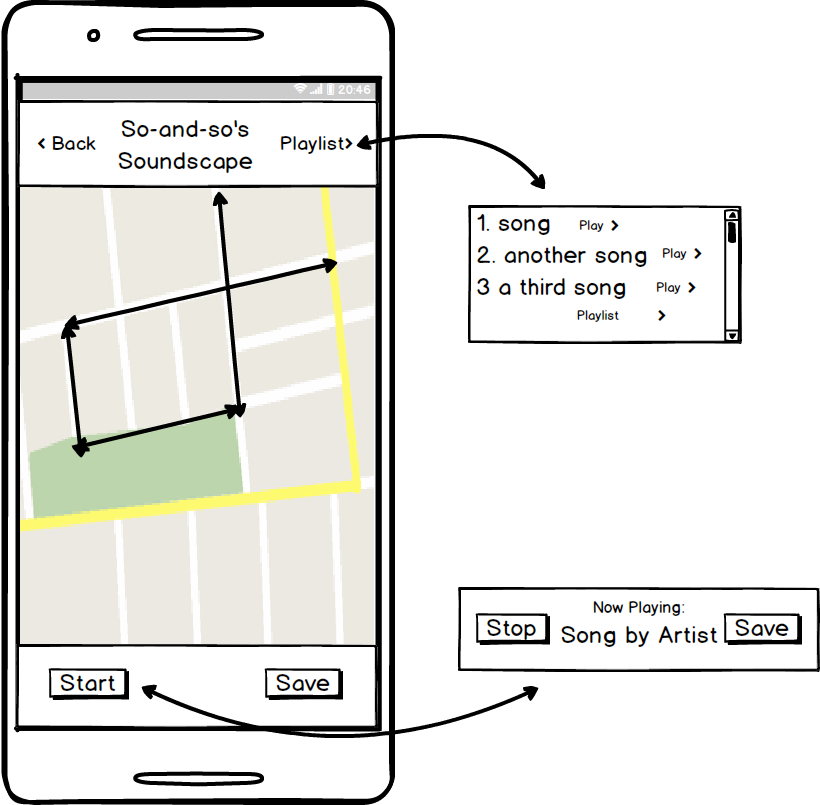 20:46
< Back
So-and-so's
Soundscape
Playlist>
1. song Play >
2. another song Play >
3 a third song Play >
Playlist >
Start
Save
Now Playing:
Stop
Song by Artist
Save